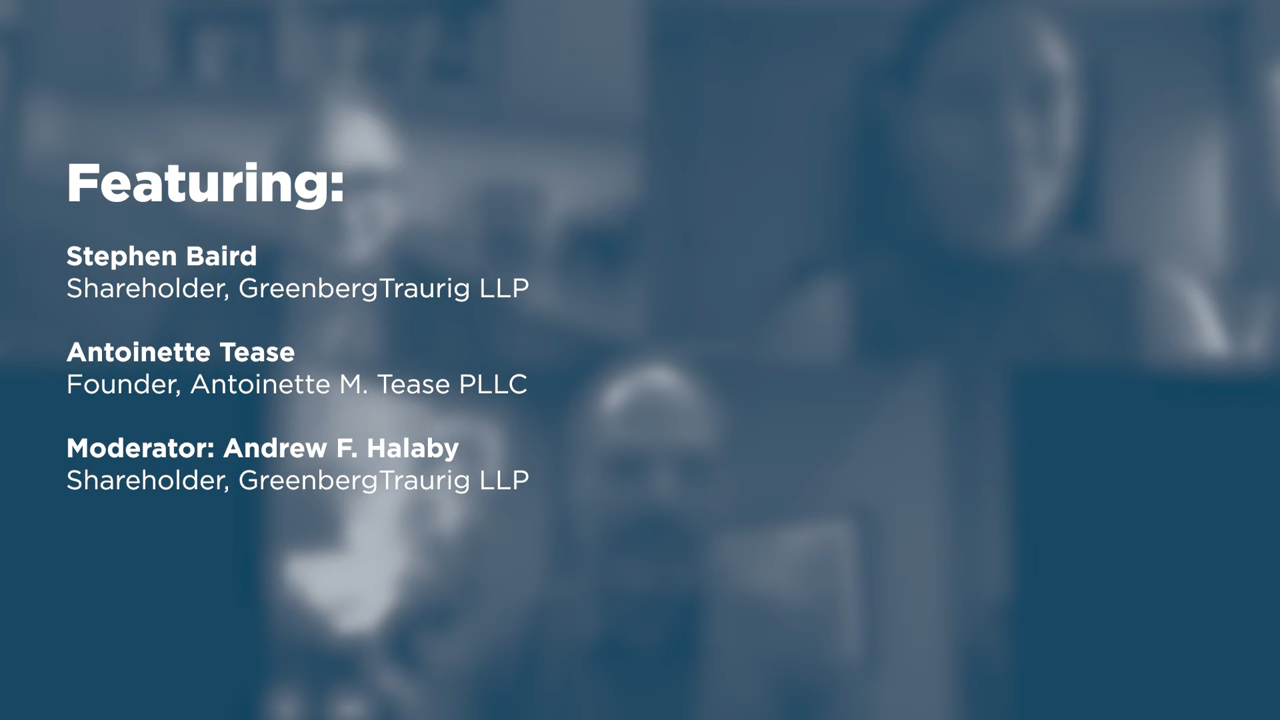 Featuring:
Stephen Baird
Shareholder, GreenbergTraurig LLP
Antoinette Tease
Founder, Antoinette M. Tease PLLC
Moderator: Andrew F. Halaby
Shareholder, GreenbergTraurig LLP